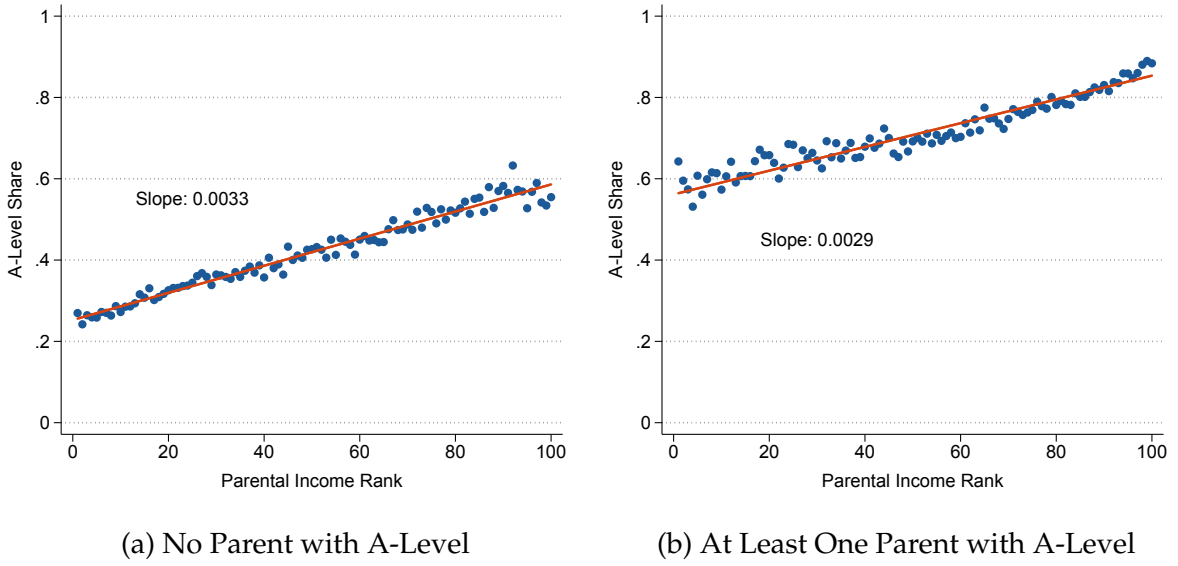 1
.8
.6
.4
.2
0
A-Level Share
Slope: 0.0033
0 20 40 60 80 100
Parental Income Rank
(a) No Parent with A-Level
1
.8
.6
.4
.2
0
A-Level Share
Slope: 0.0029
0 20 40 60 80 100
Parental Income Rank
(b) At Least One Parent with A-Level